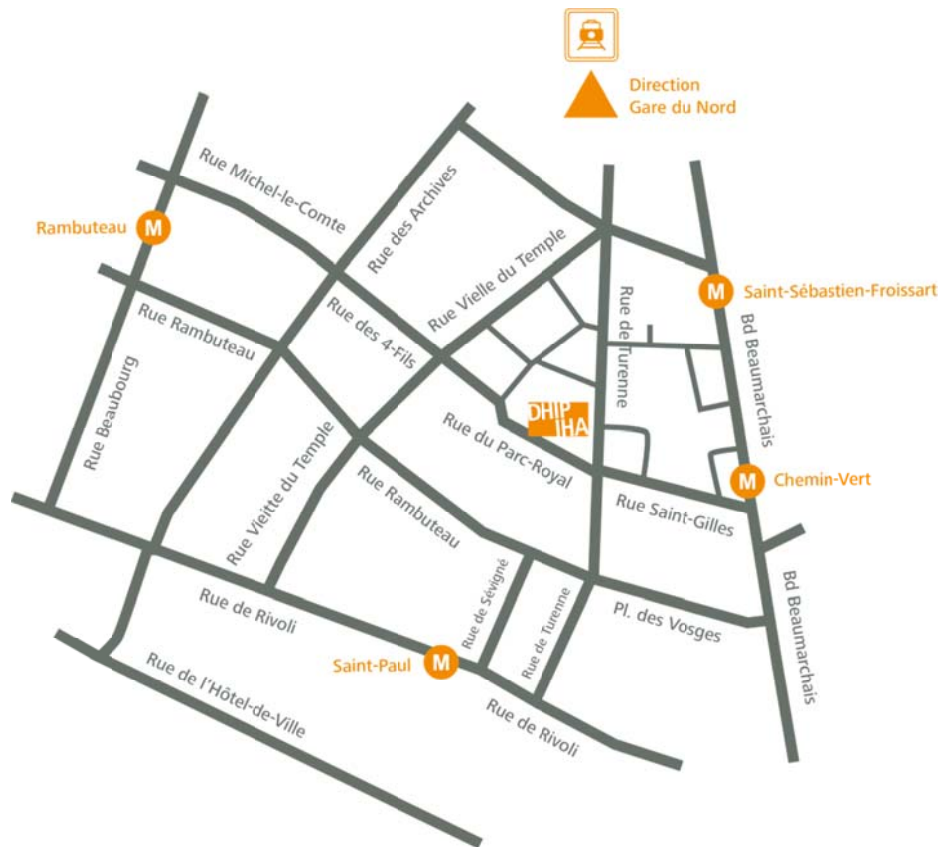 Direction
Gare du Nord
Rue Michel-le-Comte
Rue des Archives
Rambuteau
M
Rue Vielle du Temple
M
Saint-Sébastien-Froissart
Rue Rambuteau
Rue des 4-Fils
Rue de Turenne
Bd Beaumarchais
Rue Beaubourg
DHIP
IHA
Rue du Parc-Royal
Rue Vieitte du Temple
Rue Rambuteau
M
Chemin-Vert
Rue Saint-Gilles
Rue de Rivoli
Rue de Sévigné
Rue de Turenne
Pl. des Vosges
Bd Beaumarchais
Saint-Paul
M
Rue de l'Hôtel-de-Ville
Rue de Rivoli